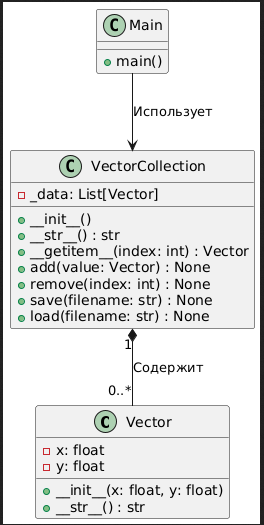 C Main
main()
Использует
C VectorCollection
_data: List[Vector]
__init__()
__str__() : str
__getitem__(index: int) : Vector
add(value: Vector) : None
remove(index: int) : None
save(filename: str) : None
load(filename: str) : None
1
Содержит
0..*
C Vector
x: float
y: float
__init__(x: float, y: float)
__str__() : str